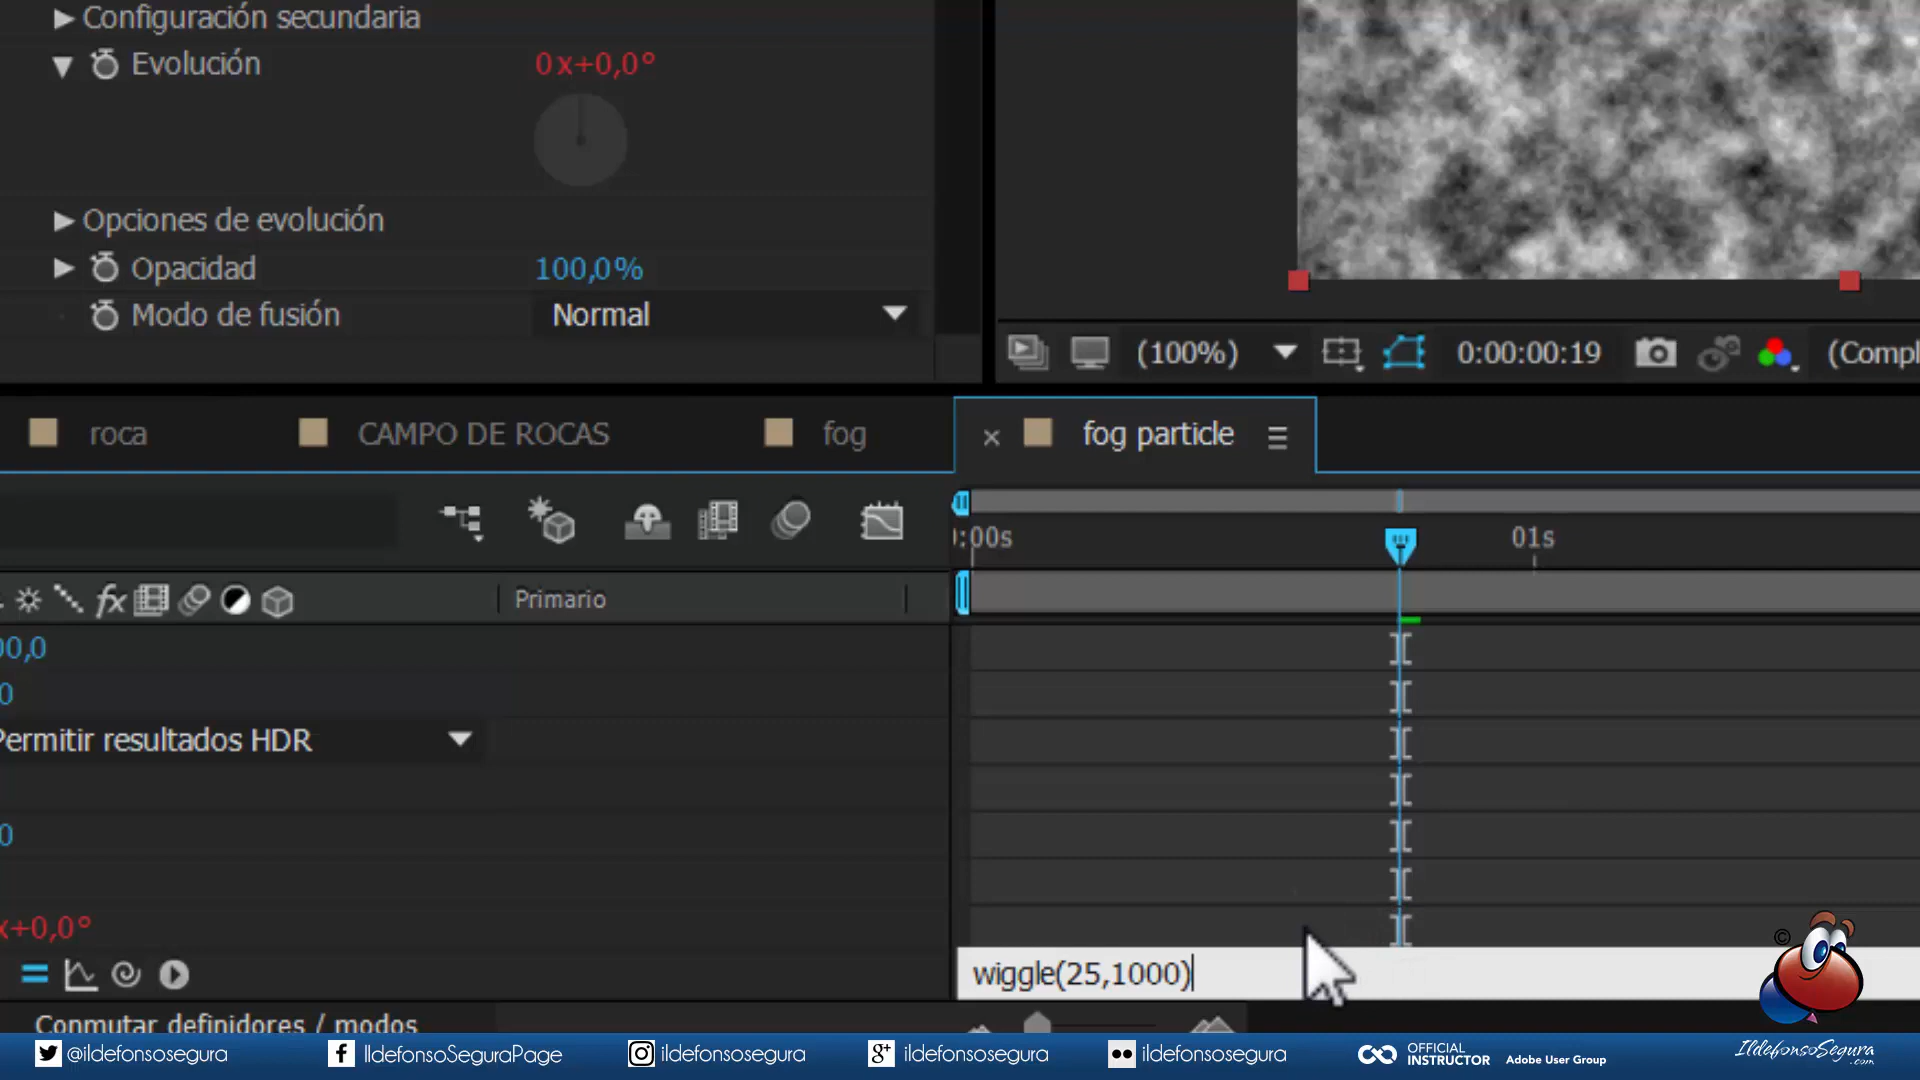 Configuración secundaria
Evolución 0x+0,0°
Opciones de evolución
Opacidad 100,0%
Modo de fusión Normal
(100%) 0:00:00:19 (Compl
roca CAMPO DE ROCAS fog × fog particle
:00s 01s
fx Primario
00,0
0
Permitir resultados HDR
0
x+0,0°
wiggle(25,1000)
Conmutar definidores / modos
@ildefonsosegura IldefonsoSeguraPage ildefonsosegura g+ ildefonsosegura ildefonsosegura OFFICIAL INSTRUCTOR Adobe User Group IldefonsoSegura.com
©